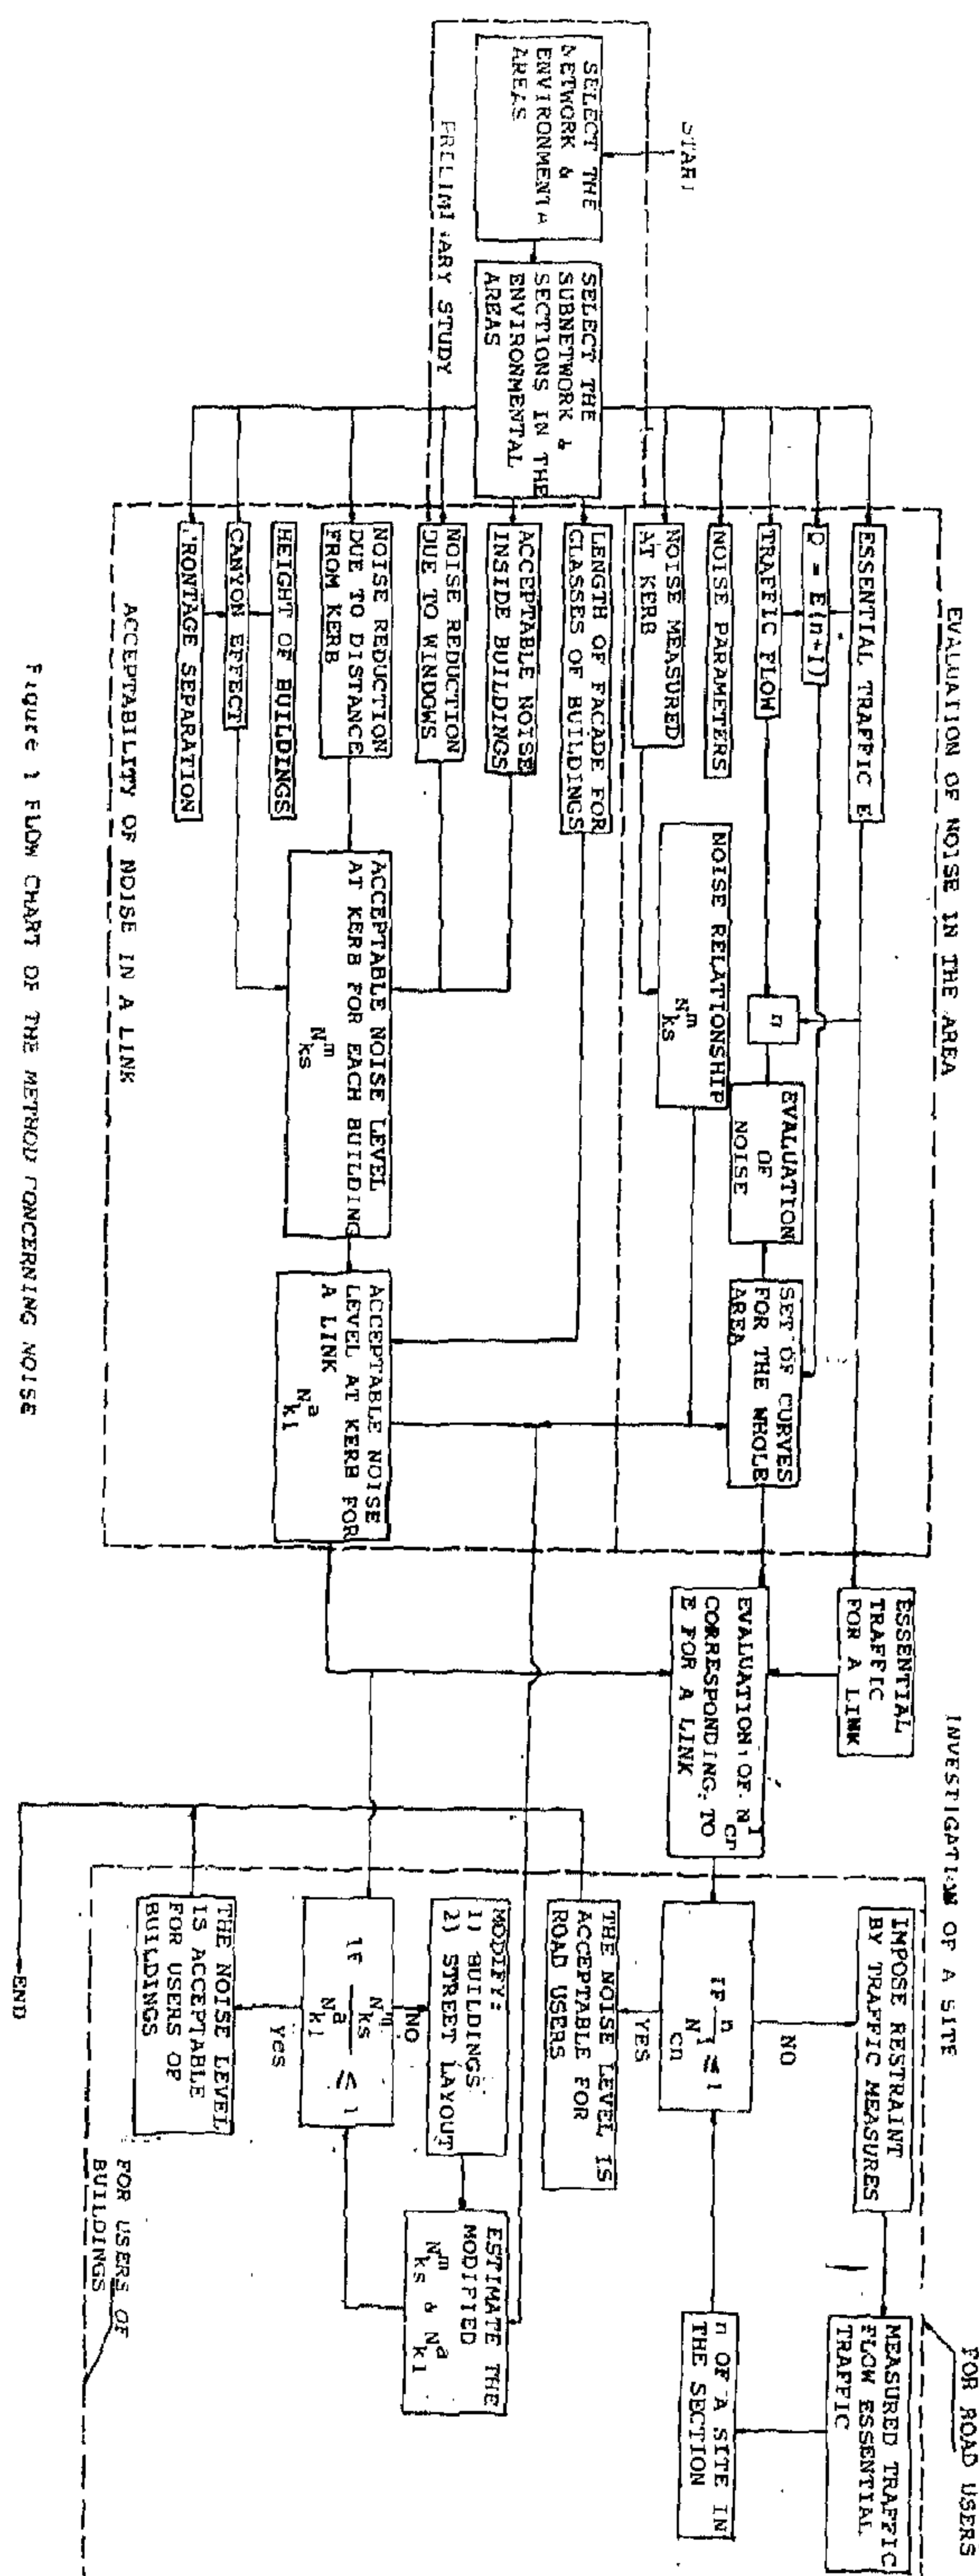 START
SELECT THE
NETWORK &
ENVIRONMENTA
AREAS
PRELIMI ARY STUDY
SELECT THE
SUBNETWORK &
SECTIONS IN THE
ENVIRONMENTAL
AREAS
EVALUATION OF NOISE IN THE AREA
ESSENTIAL TRAFFIC E
Q = E(n+1)
TRAFFIC FLOW
NOISE PARAMETERS
NOISE MEASURED
AT KERB
n
EVALUATION
OF
NOISE
NOISE RELATIONSHIP
N^m_ks
SET OF CURVES
FOR THE WHOLE
AREA
LENGTH OF FACADE FOR
CLASSES OF BUILDINGS
ACCEPTABLE NOISE
INSIDE BUILDINGS
NOISE REDUCTION
DUE TO WINDOWS
NOISE REDUCTION
DUE TO DISTANCE
FROM KERB
HEIGHT OF BUILDINGS
CANYON EFFECT
FRONTAGE SEPARATION
ACCEPTABLE NOISE LEVEL
AT KERB FOR EACH BUILDING
N^m_ks
ACCEPTABLE NOISE
LEVEL AT KERB FOR
A LINK
N^a_kl
ACCEPTABILITY OF NOISE IN A LINK
INVESTIGATION OF A SITE
ESSENTIAL
TRAFFIC
FOR A LINK
EVALUATION OF N^l_cr
CORRESPONDING TO
E FOR A LINK
FOR ROAD USERS
IMPOSE RESTRAINT
BY TRAFFIC MEASURES
MEASURED TRAFFIC
FLOW ESSENTIAL
TRAFFIC
NO
IF n / N^l_cn ≤ 1
n OF A SITE IN
THE SECTION
YES
THE NOISE LEVEL IS
ACCEPTABLE FOR
ROAD USERS
MODIFY:
1) BUILDINGS
2) STREET LAYOUT
ESTIMATE THE
MODIFIED
N^m_ks & N^a_kl
NO
IF N^m_ks / N^a_kl ≤ 1
Yes
THE NOISE LEVEL
IS ACCEPTABLE
FOR USERS OF
BUILDINGS
FOR USERS OF
BUILDINGS
END
Figure 1 FLOW CHART OF THE METHOD CONCERNING NOISE